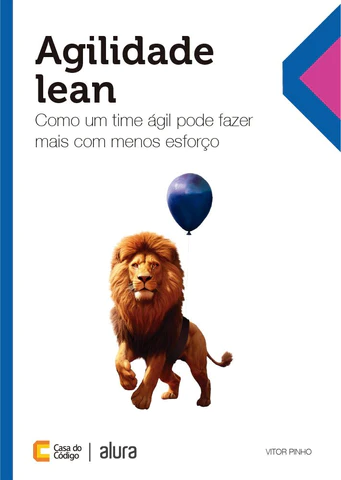 Agilidade
lean
Como um time ágil pode fazer
mais com menos esforço
Casa do
Código
alura
VITOR PINHO